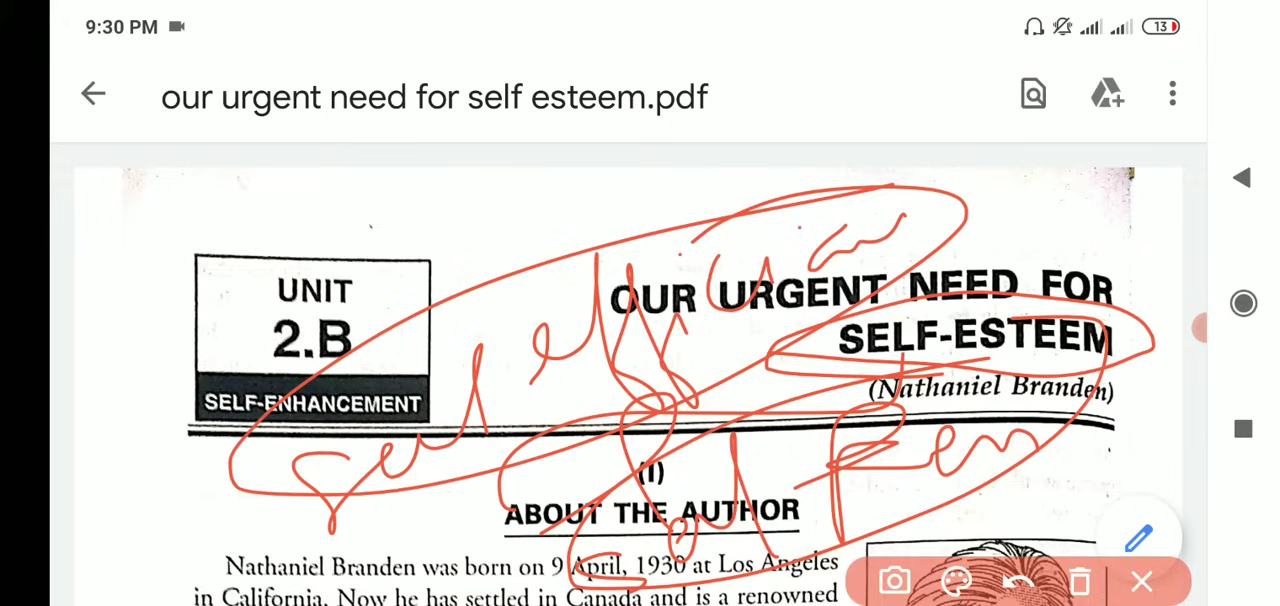 9:30 PM
13
our urgent need for self esteem.pdf
UNIT
2.B
SELF-ENHANCEMENT
OUR URGENT NEED FOR
SELF-ESTEEM
(Nathaniel Branden)
(I)
ABOUT THE AUTHOR
Nathaniel Branden was born on 9 April, 1930 at Los Angeles
in California. Now he has settled in Canada and is a renowned